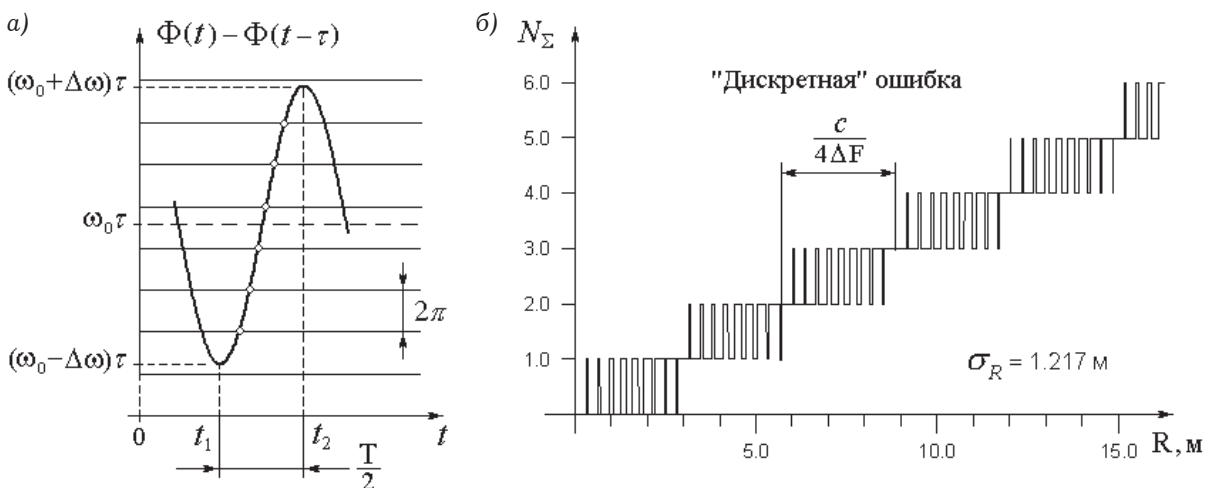 а)
Φ(t) − Φ(t−τ)
(ω₀+Δω)τ
ω₀τ
2π
(ω₀−Δω)τ
0
t₁
t₂
t
T
2
б)
N_Σ
6.0
5.0
4.0
3.0
2.0
1.0
"Дискретная" ошибка
c
4ΔF
σ_R = 1.217 м
5.0
10.0
15.0
R, м